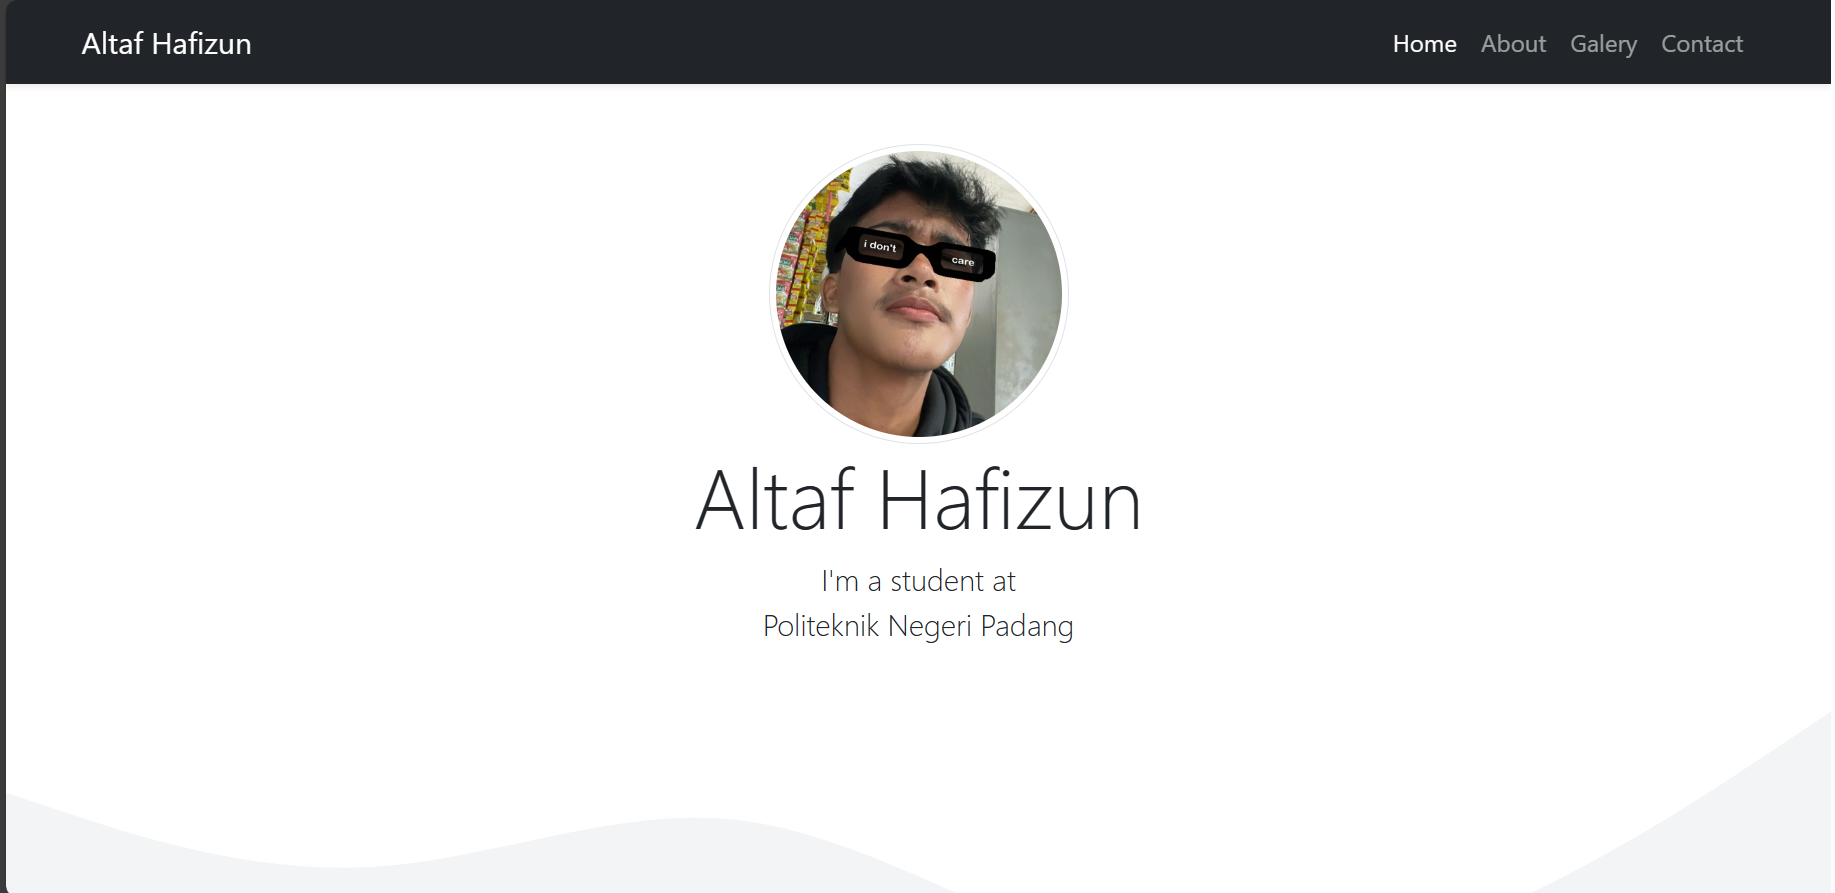 Altaf Hafizun
Home About Galery Contact
i don't
care
Altaf Hafizun
I'm a student at
Politeknik Negeri Padang